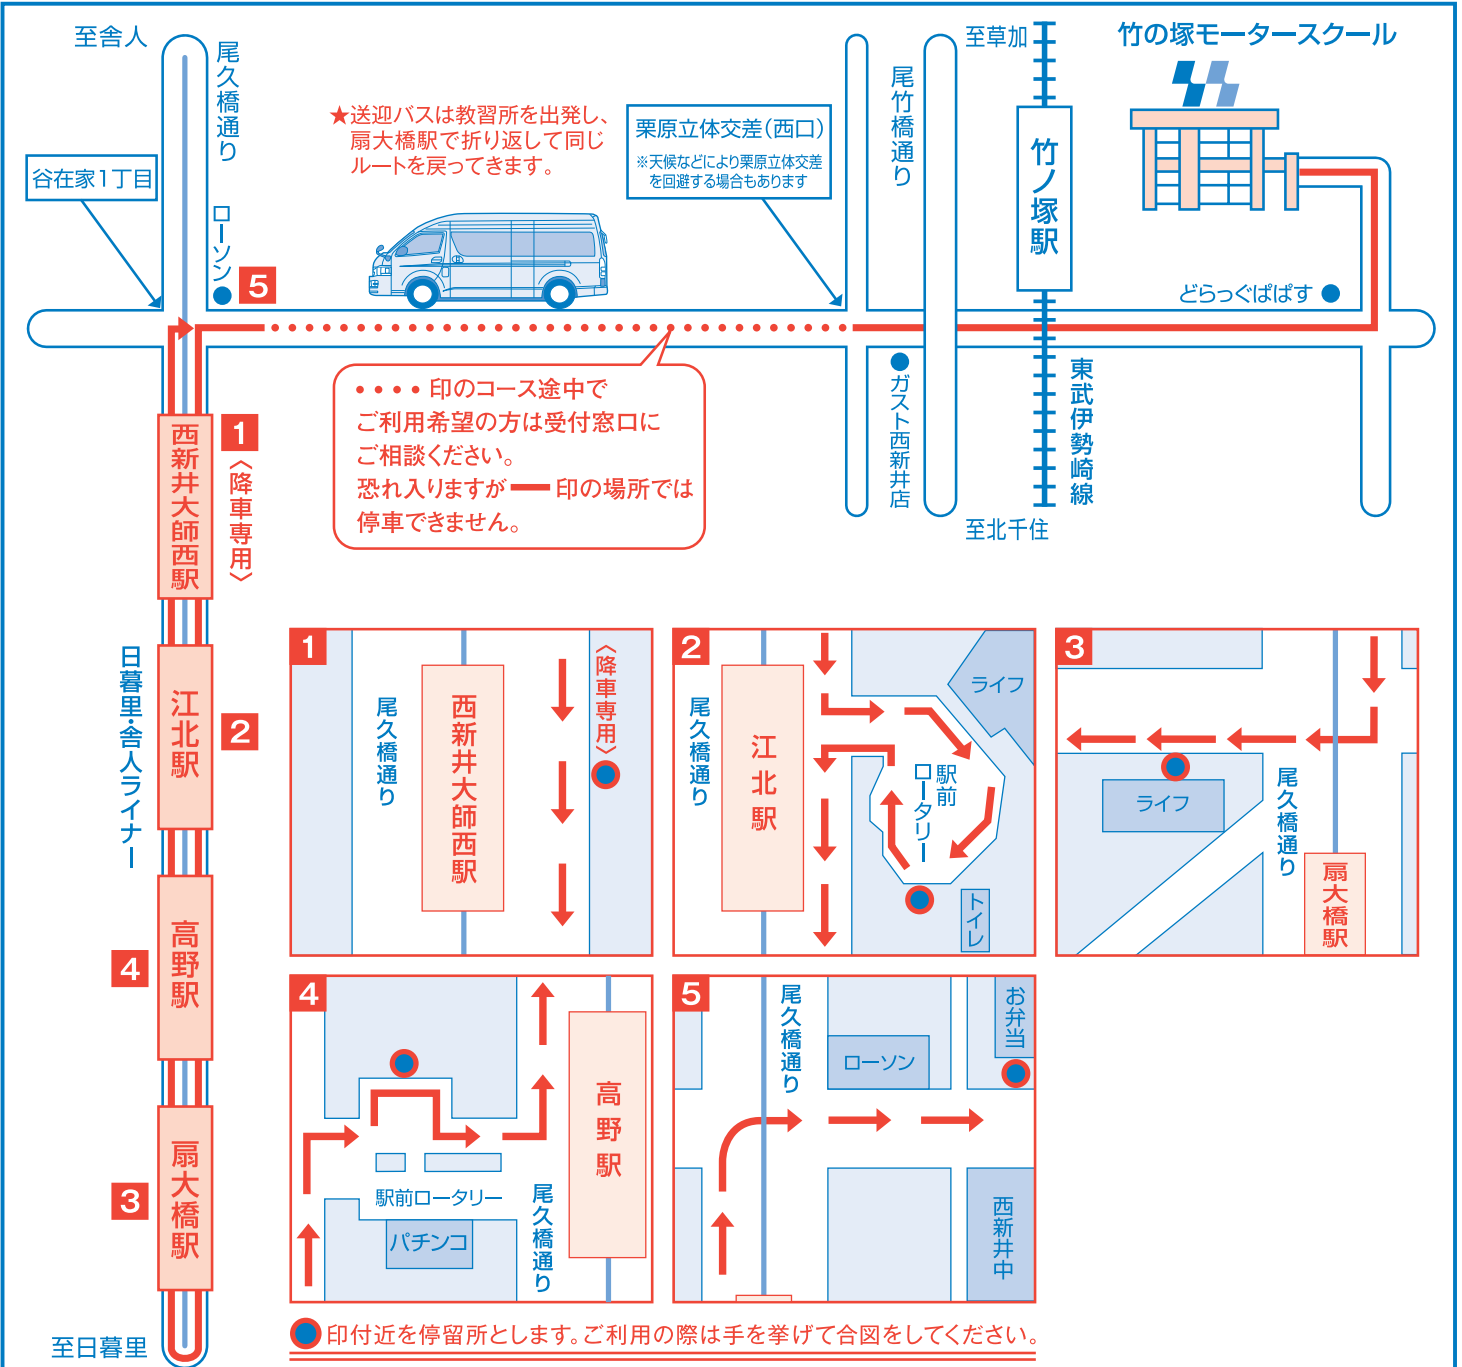 至舎人
尾久橋通り
★送迎バスは教習所を出発し、
扇大橋駅で折り返して同じ
ルートを戻ってきます。
栗原立体交差(西口)
※天候などにより栗原立体交差
を回避する場合もあります
尾竹橋通り
至草加
竹ノ塚駅
竹の塚モータースクール
谷在家1丁目
ローソン
5
どらっぐぱぱす
ガスト西新井店
東武伊勢崎線
至北千住
・・・・印のコース途中で
ご利用希望の方は受付窓口に
ご相談ください。
恐れ入りますが━印の場所では
停車できません。
西新井大師西駅
1
〈降車専用〉
日暮里・舎人ライナー
江北駅
2
高野駅
4
扇大橋駅
3
至日暮里
1
尾久橋通り
西新井大師西駅
〈降車専用〉
2
尾久橋通り
江北駅
ライフ
駅前
ロータリー
トイレ
3
ライフ
尾久橋通り
扇大橋駅
4
駅前ロータリー
パチンコ
尾久橋通り
高野駅
5
尾久橋通り
ローソン
お弁当
西新井中
印付近を停留所とします。ご利用の際は手を挙げて合図をしてください。